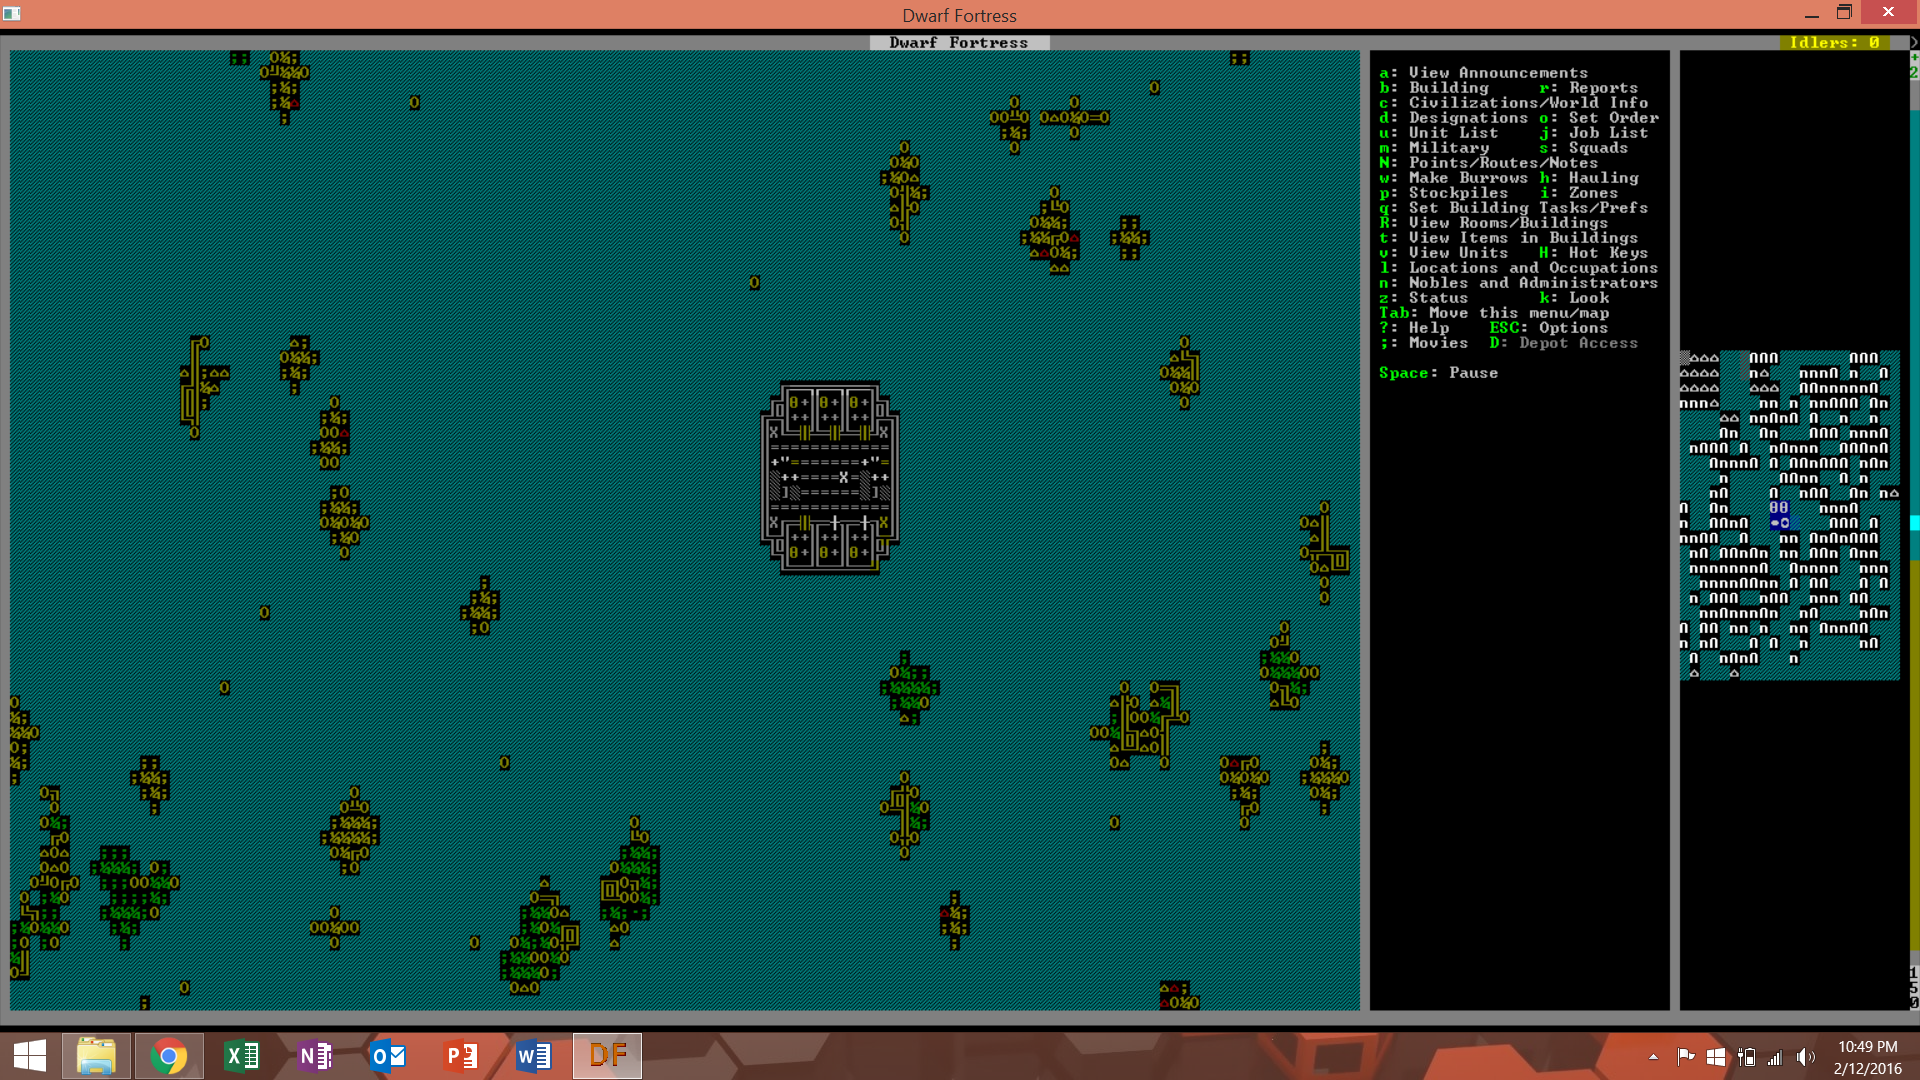 Dwarf Fortress
Dwarf Fortress
Idlers: 0
a: View Announcements
b: Building r: Reports
c: Civilizations/World Info
d: Designations o: Set Order
u: Unit List j: Job List
m: Military s: Squads
N: Points/Routes/Notes
w: Make Burrows h: Hauling
p: Stockpiles i: Zones
q: Set Building Tasks/Prefs
R: View Rooms/Buildings
t: View Items in Buildings
v: View Units H: Hot Keys
l: Locations and Occupations
n: Nobles and Administrators
z: Status k: Look
Tab: Move this menu/map
?: Help ESC: Options
;: Movies D: Depot Access
Space: Pause
DF
10:49 PM
2/12/2016